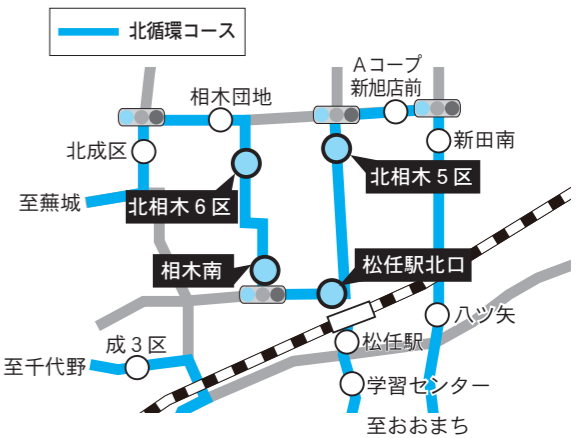 北循環コース
Aコープ
新旭店前
相木団地
新田南
北成区
北相木5区
至蕪城
北相木6区
相木南
松任駅北口
八ツ矢
松任駅
成3区
至千代野
学習センター
至おおまち